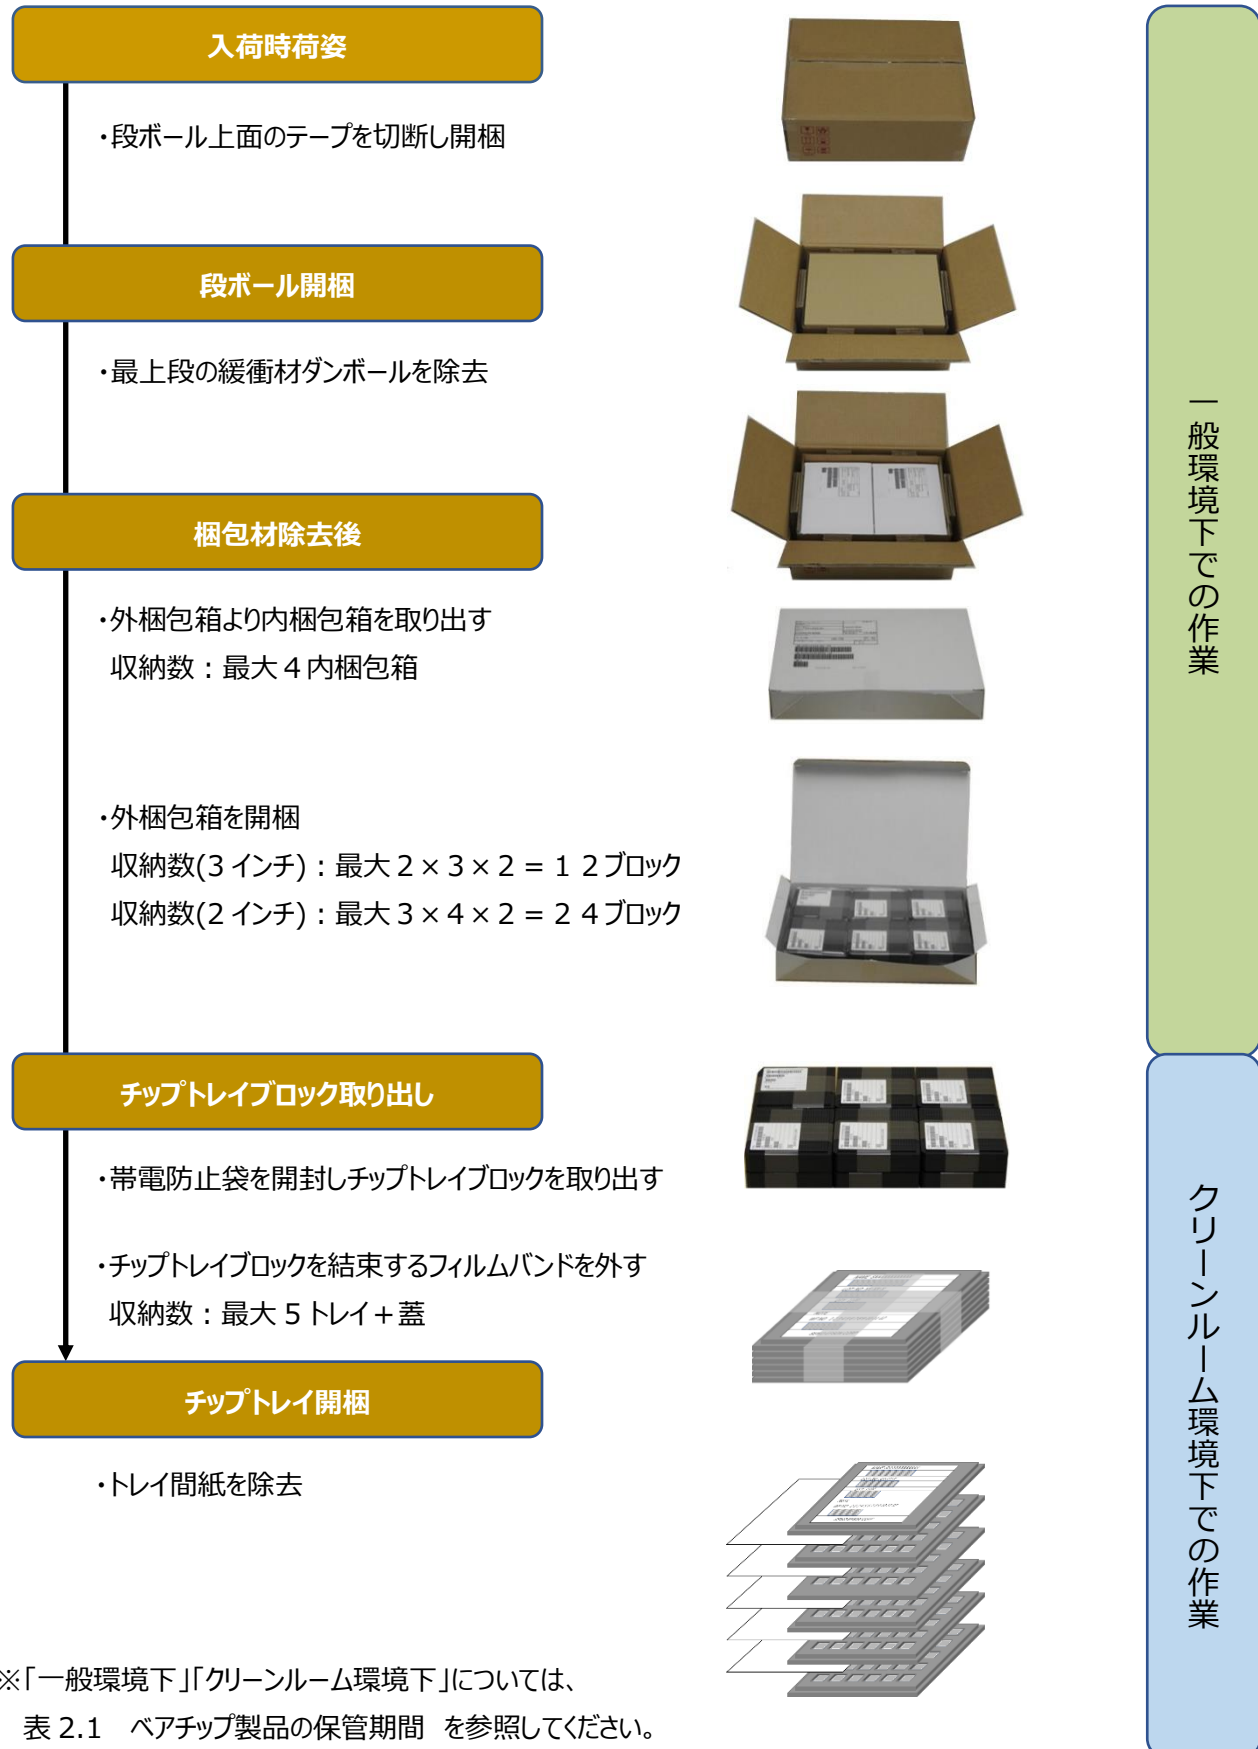 入荷時荷姿
・段ボール上面のテープを切断し開梱
段ボール開梱
・最上段の緩衝材ダンボールを除去
梱包材除去後
・外梱包箱より内梱包箱を取り出す
収納数：最大４内梱包箱
・外梱包箱を開梱
収納数(3 インチ)：最大２×３×２=１２ブロック
収納数(2 インチ)：最大３×４×２=２４ブロック
チップトレイブロック取り出し
・帯電防止袋を開封しチップトレイブロックを取り出す
・チップトレイブロックを結束するフィルムバンドを外す
収納数：最大 5 トレイ＋蓋
チップトレイ開梱
・トレイ間紙を除去
※「一般環境下」「クリーンルーム環境下」については、
表 2.1　ベアチップ製品の保管期間 を参照してください。
一般環境下での作業
クリーンルーム環境下での作業